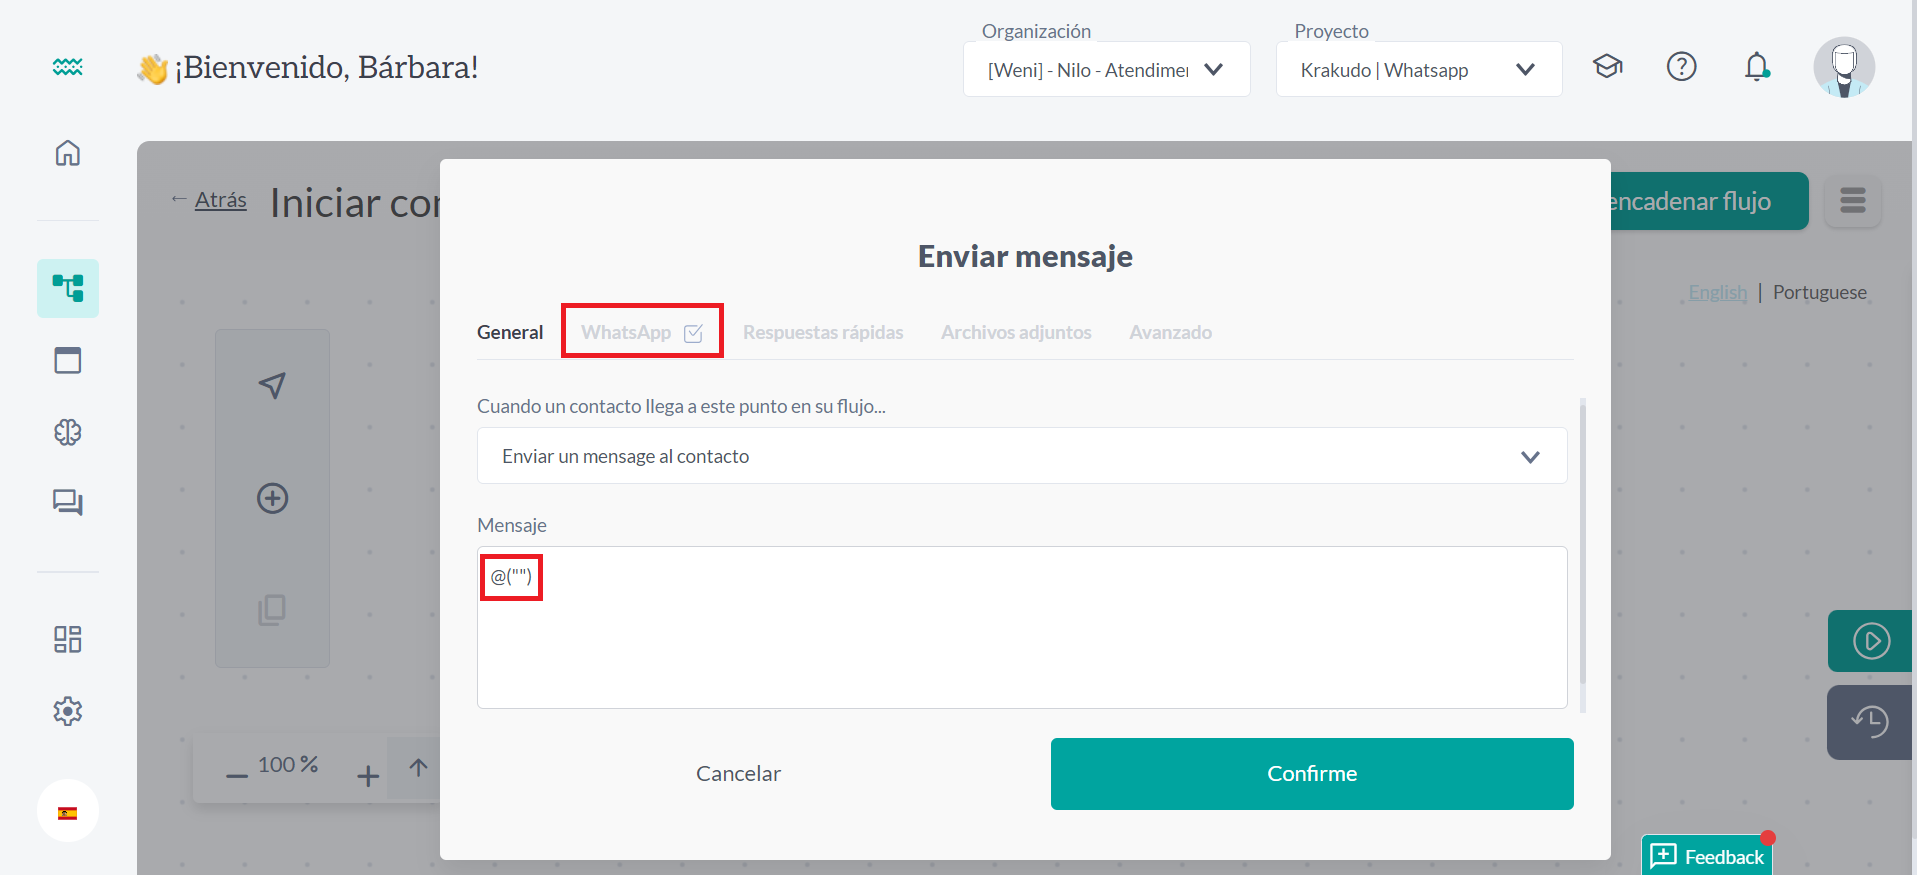 ¡Bienvenido, Bárbara!
Organización
[Weni] - Nilo - Atendimen
Proyecto
Krakudo | Whatsapp
← Atrás
Iniciar con
encadenar flujo
Enviar mensaje
English | Portuguese
General
WhatsApp
Respuestas rápidas
Archivos adjuntos
Avanzado
Cuando un contacto llega a este punto en su flujo...
Enviar un mensage al contacto
Mensaje
@("")
100 %
Cancelar
Confirme
Feedback